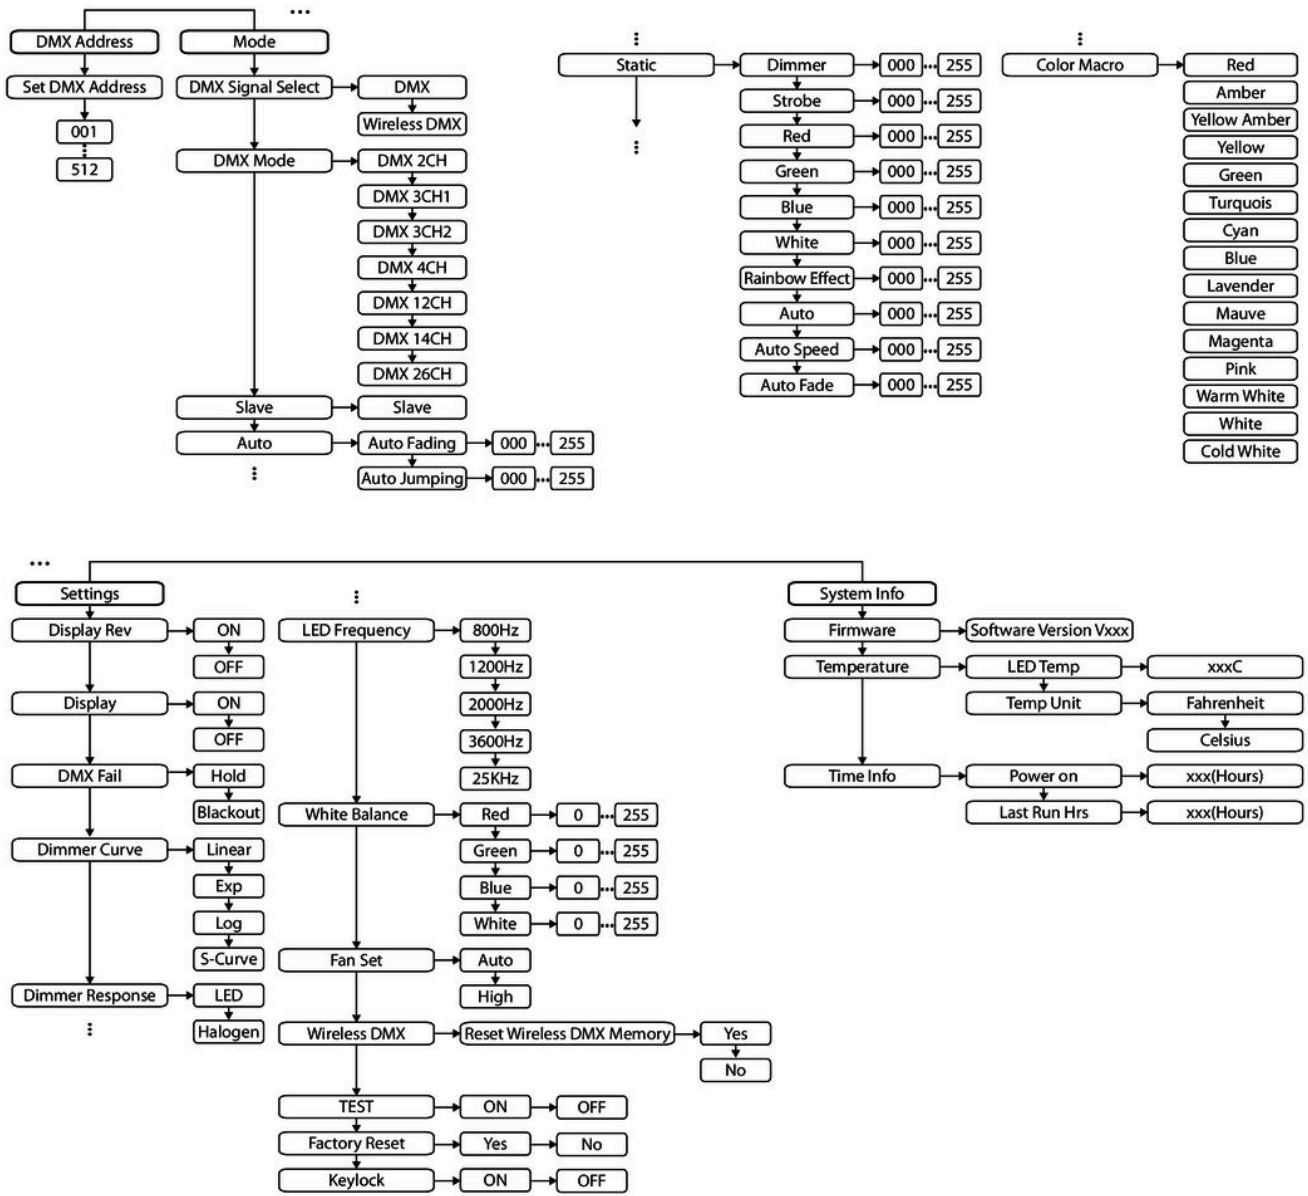 ...
DMX Address
Set DMX Address
001
⋮
512
Mode
DMX Signal Select
DMX
Wireless DMX
DMX Mode
DMX 2CH
DMX 3CH1
DMX 3CH2
DMX 4CH
DMX 12CH
DMX 14CH
DMX 26CH
Slave
Slave
Auto
Auto Fading 000 ... 255
Auto Jumping 000 ... 255
⋮
⋮
Static
⋮
Dimmer 000 ... 255
Strobe 000 ... 255
Red 000 ... 255
Green 000 ... 255
Blue 000 ... 255
White 000 ... 255
Rainbow Effect 000 ... 255
Auto 000 ... 255
Auto Speed 000 ... 255
Auto Fade 000 ... 255
⋮
Color Macro
Red
Amber
Yellow Amber
Yellow
Green
Turquois
Cyan
Blue
Lavender
Mauve
Magenta
Pink
Warm White
White
Cold White
...
Settings
Display Rev
ON
OFF
Display
ON
OFF
DMX Fail
Hold
Blackout
Dimmer Curve
Linear
Exp
Log
S-Curve
Dimmer Response
LED
Halogen
⋮
⋮
LED Frequency
800Hz
1200Hz
2000Hz
3600Hz
25KHz
White Balance
Red 0 ... 255
Green 0 ... 255
Blue 0 ... 255
White 0 ... 255
Fan Set
Auto
High
Wireless DMX
Reset Wireless DMX Memory
Yes
No
TEST ON OFF
Factory Reset Yes No
Keylock ON OFF
System Info
Firmware
Software Version Vxxx
Temperature
LED Temp
xxxC
Temp Unit
Fahrenheit
Celsius
Time Info
Power on
xxx(Hours)
Last Run Hrs
xxx(Hours)